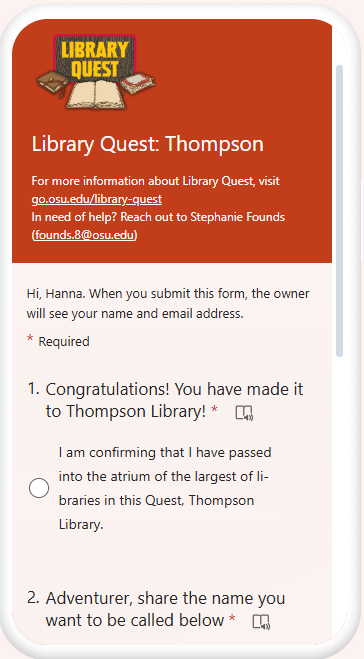 LIBRARY
QUEST
Library Quest: Thompson
For more information about Library Quest, visit
go.osu.edu/library-quest
In need of help? Reach out to Stephanie Founds
(founds.8@osu.edu)
Hi, Hanna. When you submit this form, the owner
will see your name and email address.
* Required
1. Congratulations! You have made it
to Thompson Library! *
I am confirming that I have passed
into the atrium of the largest of li-
braries in this Quest, Thompson
Library.
2. Adventurer, share the name you
want to be called below *